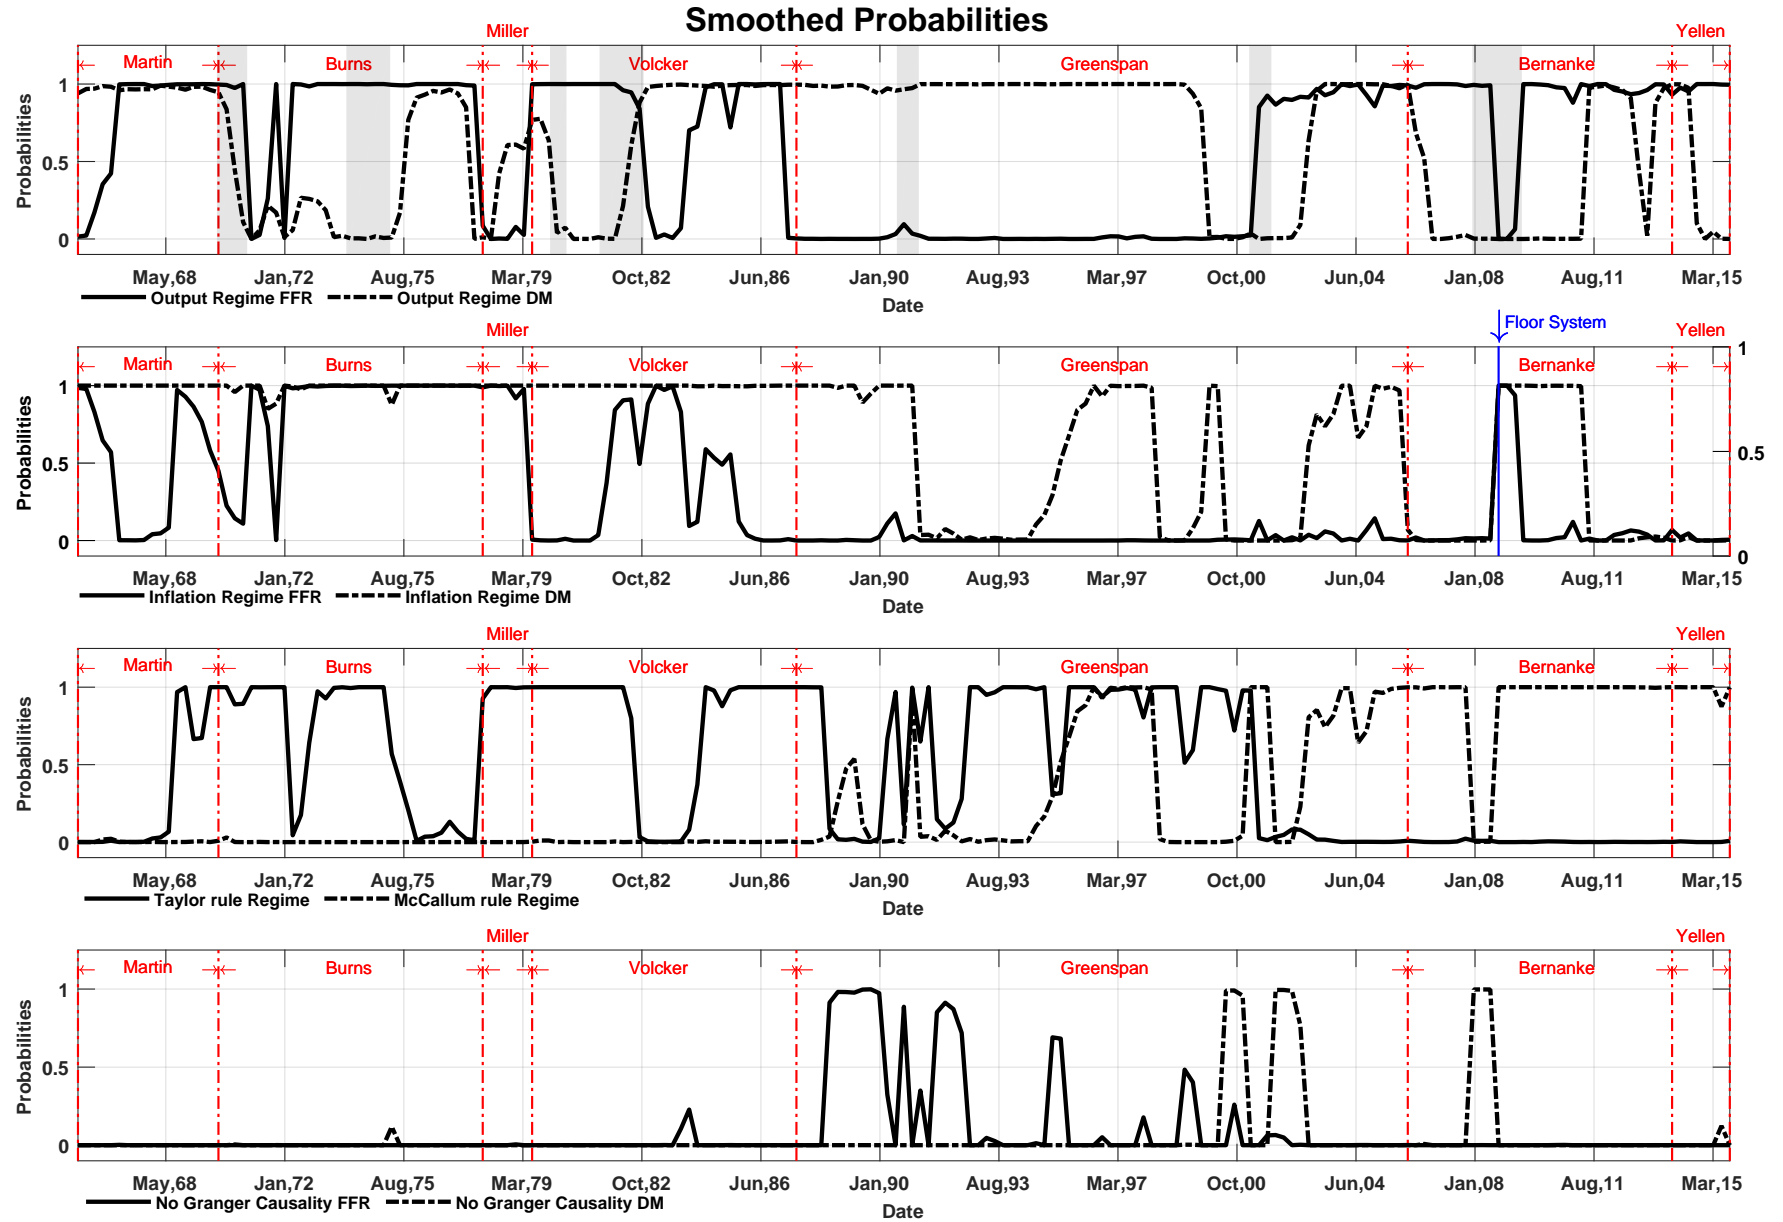 Smoothed Probabilities
Miller Yellen
Martin Burns Volcker Greenspan Bernanke
1
0.5
0
Probabilities
May,68 Jan,72 Aug,75 Mar,79 Oct,82 Jun,86 Jan,90 Aug,93 Mar,97 Oct,00 Jun,04 Jan,08 Aug,11 Mar,15
Output Regime FFR Output Regime DM
Date
Floor System
Miller Yellen
Martin Burns Volcker Greenspan Bernanke
1
1
0.5 0.5
0 0
Probabilities
May,68 Jan,72 Aug,75 Mar,79 Oct,82 Jun,86 Jan,90 Aug,93 Mar,97 Oct,00 Jun,04 Jan,08 Aug,11 Mar,15
Inflation Regime FFR Inflation Regime DM
Date
Miller Yellen
Martin Burns Volcker Greenspan Bernanke
1
0.5
0
Probabilities
May,68 Jan,72 Aug,75 Mar,79 Oct,82 Jun,86 Jan,90 Aug,93 Mar,97 Oct,00 Jun,04 Jan,08 Aug,11 Mar,15
Taylor rule Regime McCallum rule Regime
Date
Miller Yellen
Martin Burns Volcker Greenspan Bernanke
1
0.5
0
Probabilities
May,68 Jan,72 Aug,75 Mar,79 Oct,82 Jun,86 Jan,90 Aug,93 Mar,97 Oct,00 Jun,04 Jan,08 Aug,11 Mar,15
No Granger Causality FFR No Granger Causality DM
Date